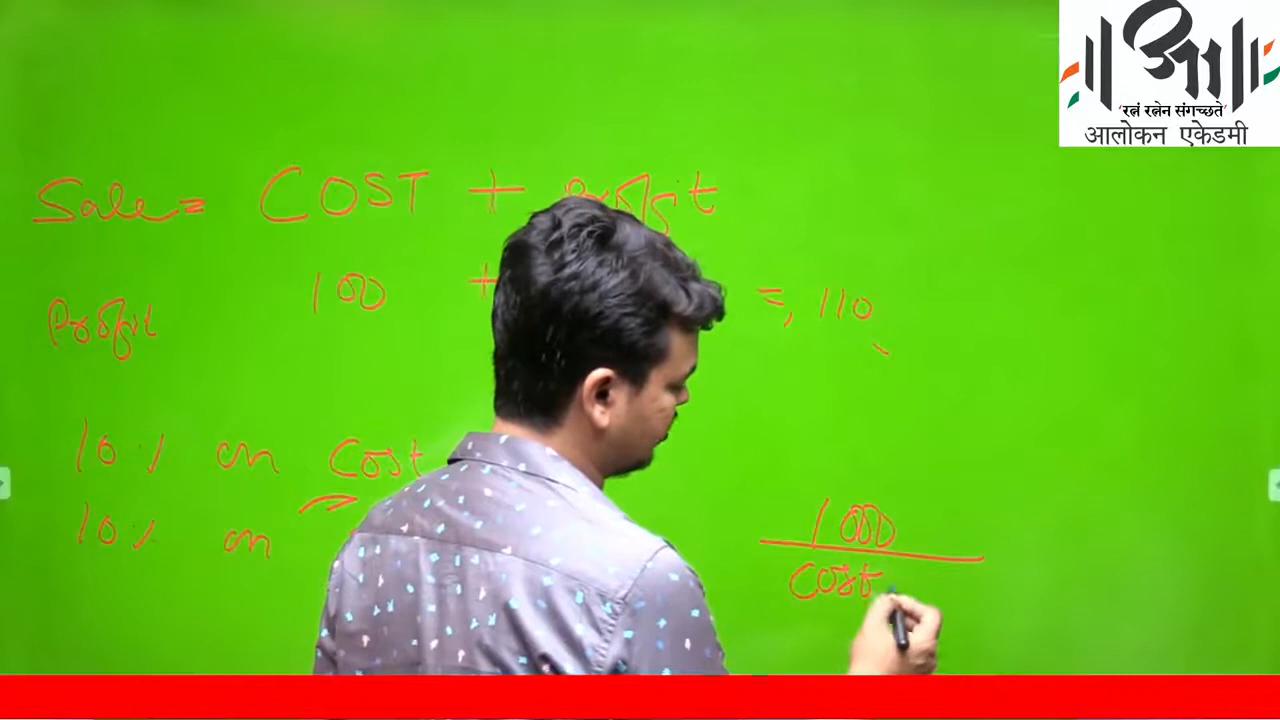 'रत्नं रत्नेन संगच्छते'
आलोकन एकेडमी
Sale = COST + Profit
100 + = 110
Profit
10% on Cost
10% on
1000
Cost